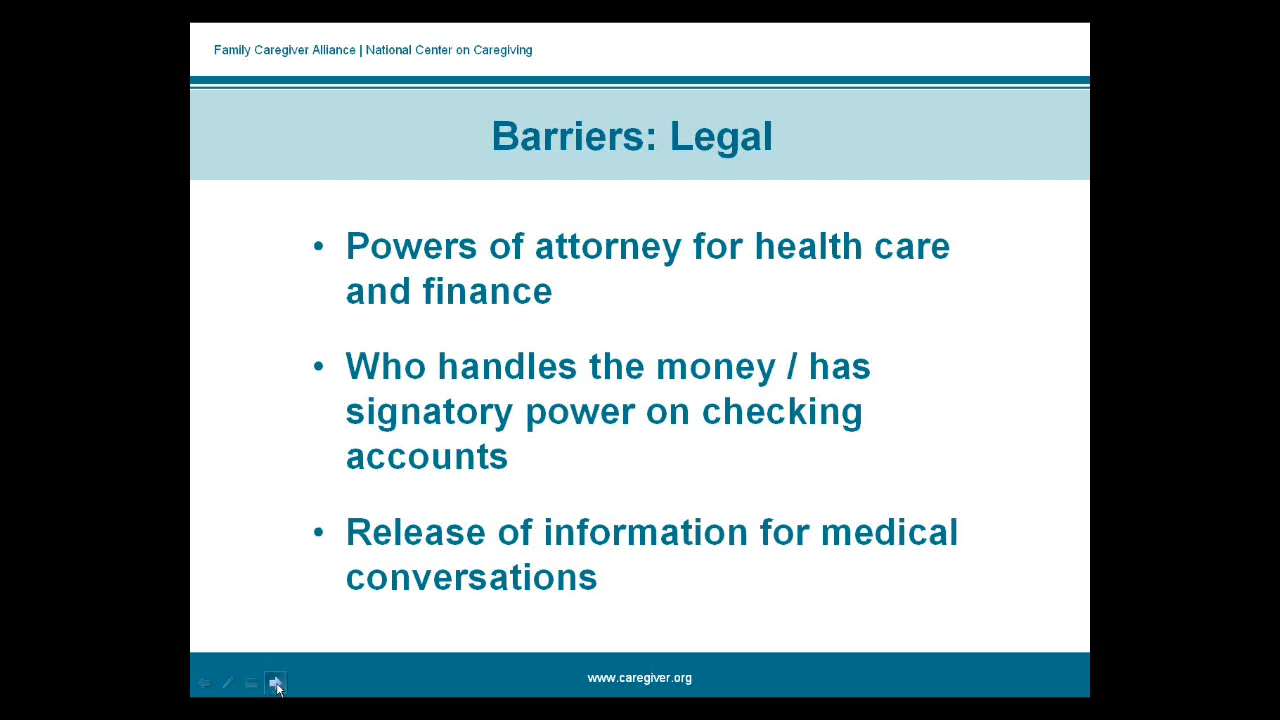 Family Caregiver Alliance | National Center on Caregiving
Barriers: Legal
• Powers of attorney for health care
and finance
• Who handles the money / has
signatory power on checking
accounts
• Release of information for medical
conversations
www.caregiver.org